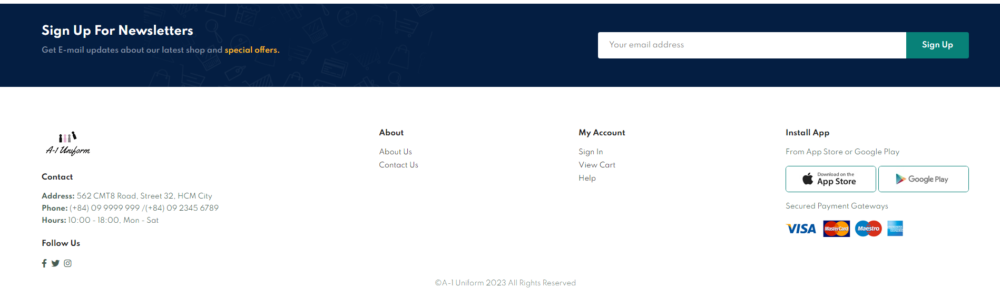 Sign Up For Newsletters
Get E-mail updates about our latest shop and special offers.
Your email address
Sign Up
A-1 Uniform
Contact
Address: 562 CMT8 Road, Street 32, HCM City
Phone: (+84) 09 9999 999 /(+84) 09 2345 6789
Hours: 10:00 - 18:00, Mon - Sat
Follow Us
About
About Us
Contact Us
My Account
Sign In
View Cart
Help
Install App
From App Store or Google Play
Download on the
App Store
Google Play
Secured Payment Gateways
VISA
MasterCard
Maestro
AMERICAN
EXPRESS
©A-1 Uniform 2023 All Rights Reserved